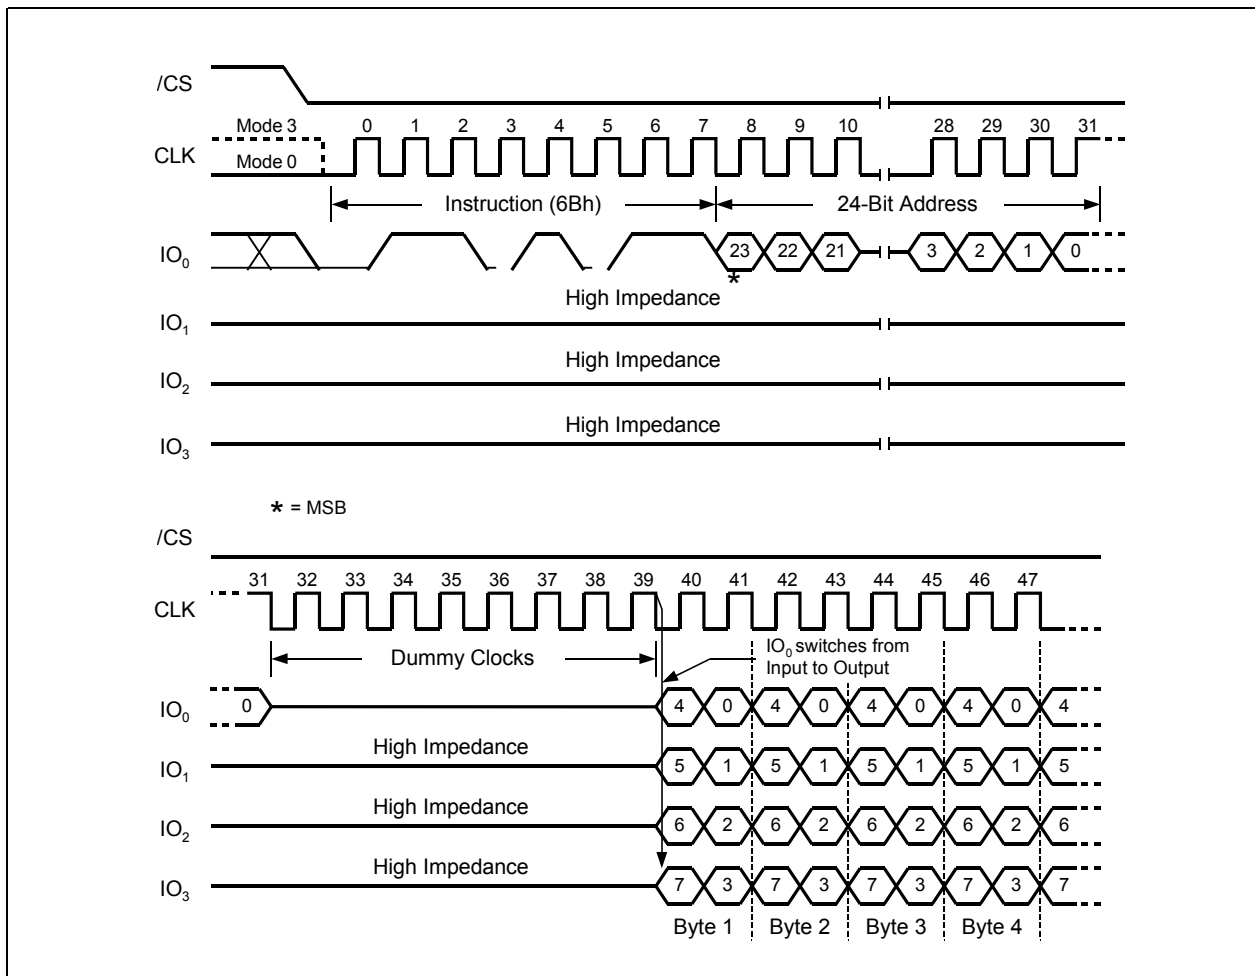 /CS
Mode 3
0 1 2 3 4 5 6 7 8 9 10 28 29 30 31
CLK
Mode 0
Instruction (6Bh)
24-Bit Address
IO0
23 22 21 3 2 1 0
*
High Impedance
IO1
High Impedance
IO2
High Impedance
IO3
* = MSB
/CS
31 32 33 34 35 36 37 38 39 40 41 42 43 44 45 46 47
CLK
Dummy Clocks
IO0 switches from
Input to Output
IO0
0 4 0 4 0 4 0 4 0 4
High Impedance
IO1
5 1 5 1 5 1 5 1 5
High Impedance
IO2
6 2 6 2 6 2 6 2 6
High Impedance
IO3
7 3 7 3 7 3 7 3 7
Byte 1 Byte 2 Byte 3 Byte 4